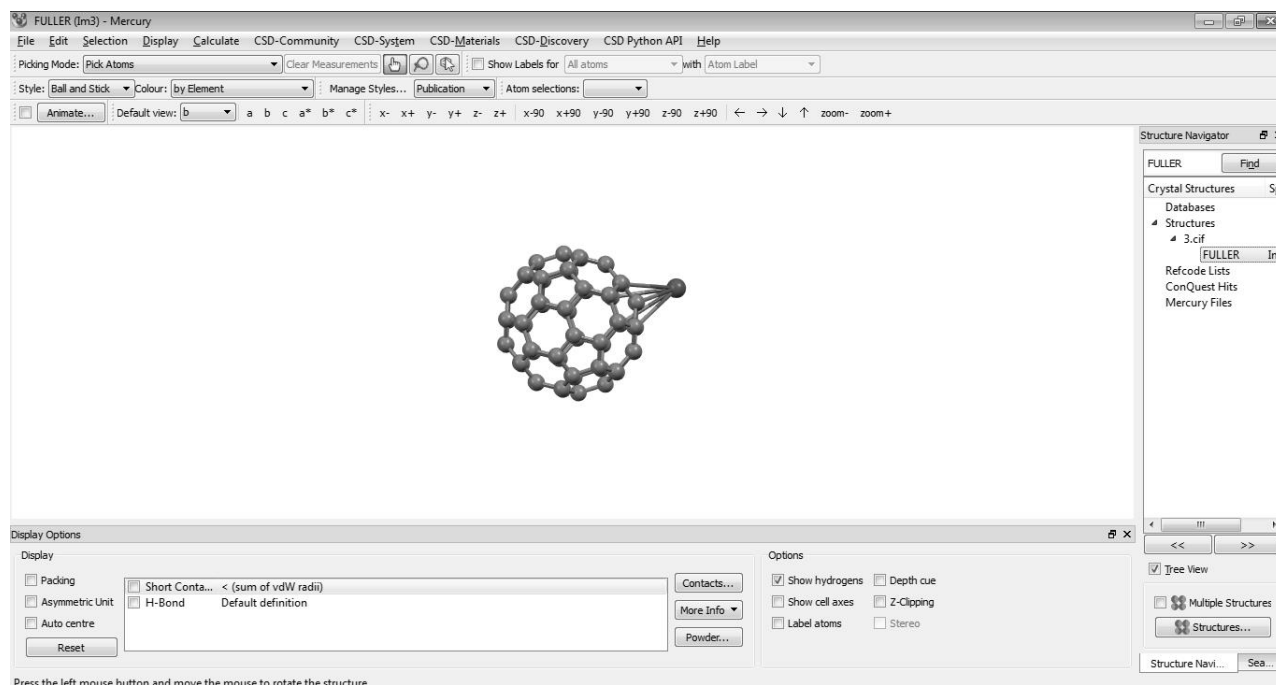 FULLER (Im3) - Mercury
File Edit Selection Display Calculate CSD-Community CSD-System CSD-Materials CSD-Discovery CSD Python API Help
Picking Mode: Pick Atoms Clear Measurements Show Labels for All atoms with Atom Label
Style: Ball and Stick Colour: by Element Manage Styles... Publication Atom selections:
Animate... Default view: b a b c a* b* c* x- x+ y- y+ z- z+ x-90 x+90 y-90 y+90 z-90 z+90 ← → ↓ ↑ zoom- zoom+
Structure Navigator
FULLER Find
Crystal Structures
Databases
Structures
3.cif
FULLER
Refcode Lists
ConQuest Hits
Mercury Files
<< >>
Tree View
Multiple Structures
Structures...
Structure Navi... Sea...
Display Options
Display
Packing
Asymmetric Unit
Auto centre
Reset
Short Conta... < (sum of vdW radii)
H-Bond Default definition
Contacts...
More Info
Powder...
Options
Show hydrogens Depth cue
Show cell axes Z-Clipping
Label atoms Stereo
Press the left mouse button and move the mouse to rotate the structure